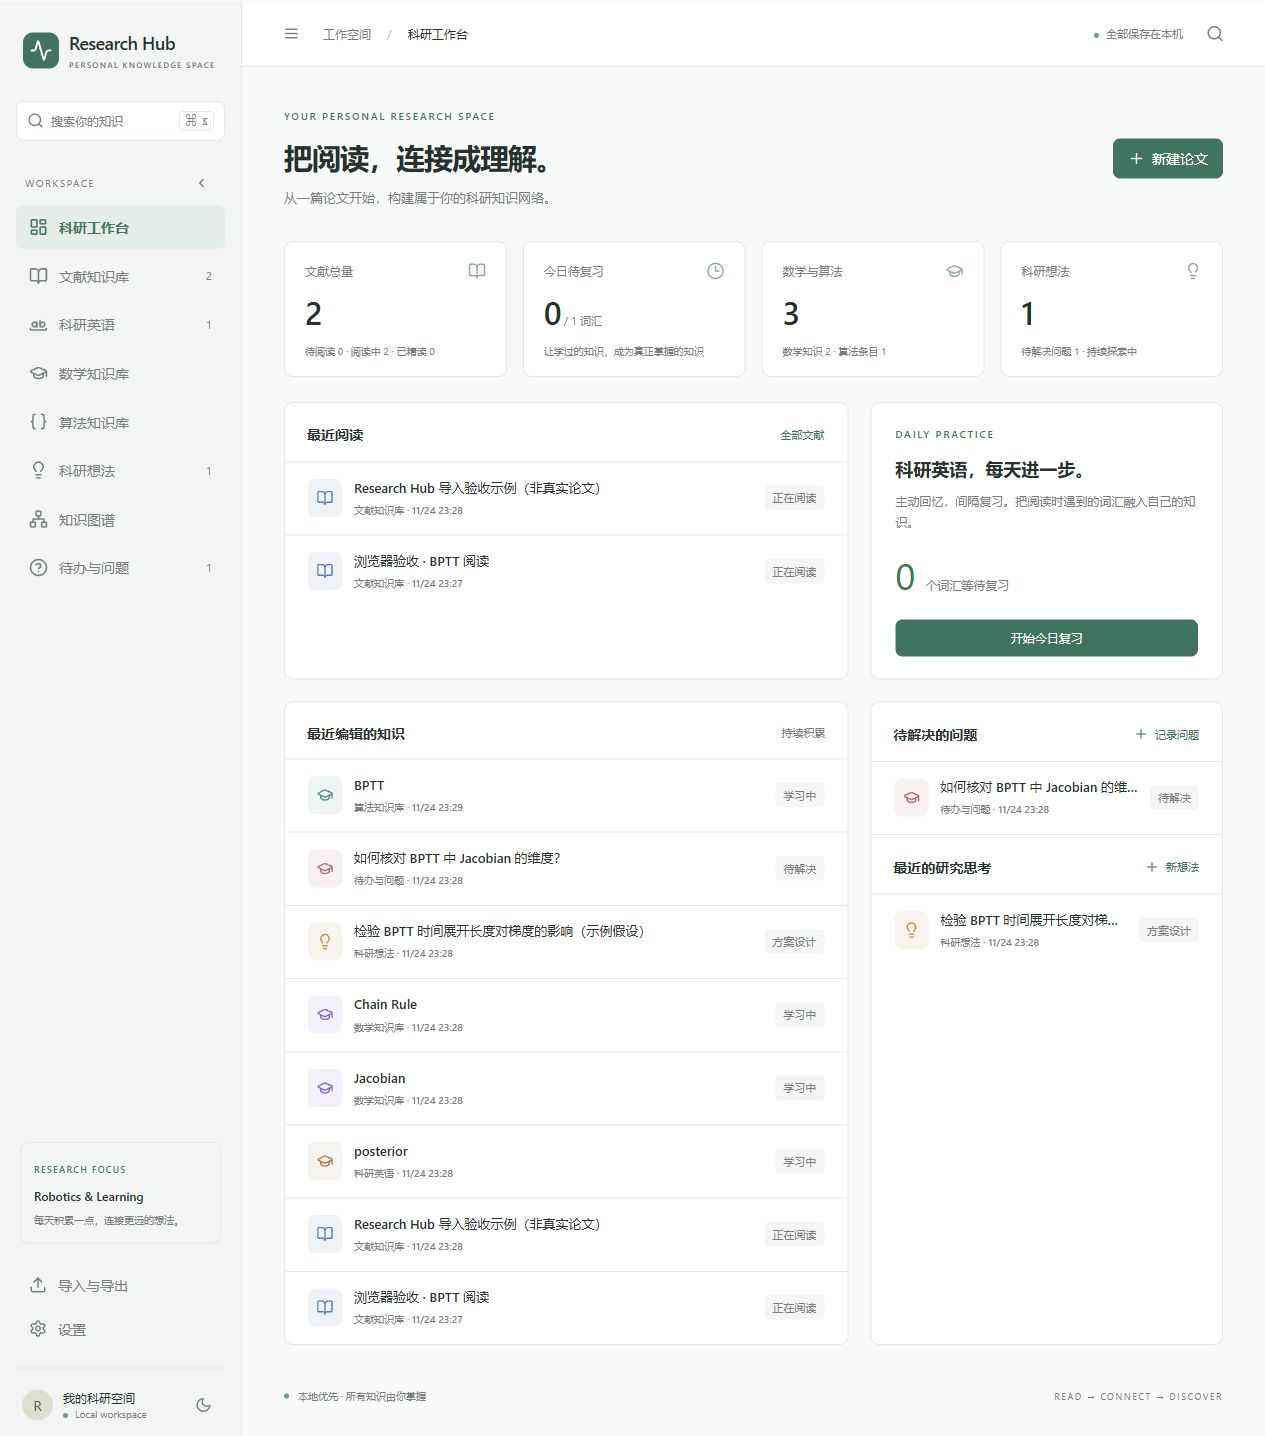 Research Hub
PERSONAL KNOWLEDGE SPACE
搜索你的知识
⌘ K
WORKSPACE
科研工作台
文献知识库 2
科研英语 1
数学知识库
算法知识库
科研想法 1
知识图谱
待办与问题 1
RESEARCH FOCUS
Robotics & Learning
每天积累一点，连接更远的想法。
导入与导出
设置
R
我的科研空间
Local workspace
工作空间 / 科研工作台
全部保存在本机
YOUR PERSONAL RESEARCH SPACE
把阅读，连接成理解。
从一篇论文开始，构建属于你的科研知识网络。
+ 新建论文
文献总量
2
待阅读 0 · 阅读中 2 · 已精读 0
今日待复习
0 / 1 词汇
让学过的知识，成为真正掌握的知识
数学与算法
3
数学知识 2 · 算法条目 1
科研想法
1
待解决问题 1 · 持续探索中
最近阅读
全部文献
Research Hub 导入验收示例（非真实论文）
文献知识库 · 11/24 23:28
正在阅读
浏览器验收 · BPTT 阅读
文献知识库 · 11/24 23:27
正在阅读
DAILY PRACTICE
科研英语，每天进一步。
主动回忆，间隔复习。把阅读时遇到的词汇融入自己的知
识。
0 个词汇等待复习
开始今日复习
最近编辑的知识
持续积累
BPTT
算法知识库 · 11/24 23:29
学习中
如何核对 BPTT 中 Jacobian 的维度？
待办与问题 · 11/24 23:28
待解决
检验 BPTT 时间展开长度对梯度的影响（示例假设）
科研想法 · 11/24 23:28
方案设计
Chain Rule
数学知识库 · 11/24 23:28
学习中
Jacobian
数学知识库 · 11/24 23:28
学习中
posterior
科研英语 · 11/24 23:28
学习中
Research Hub 导入验收示例（非真实论文）
文献知识库 · 11/24 23:28
正在阅读
浏览器验收 · BPTT 阅读
文献知识库 · 11/24 23:27
正在阅读
待解决的问题
+ 记录问题
如何核对 BPTT 中 Jacobian 的维...
待办与问题 · 11/24 23:28
待解决
最近的研究思考
+ 新想法
检验 BPTT 时间展开长度对梯...
科研想法 · 11/24 23:28
方案设计
本地优先 · 所有知识由你掌握
READ → CONNECT → DISCOVER